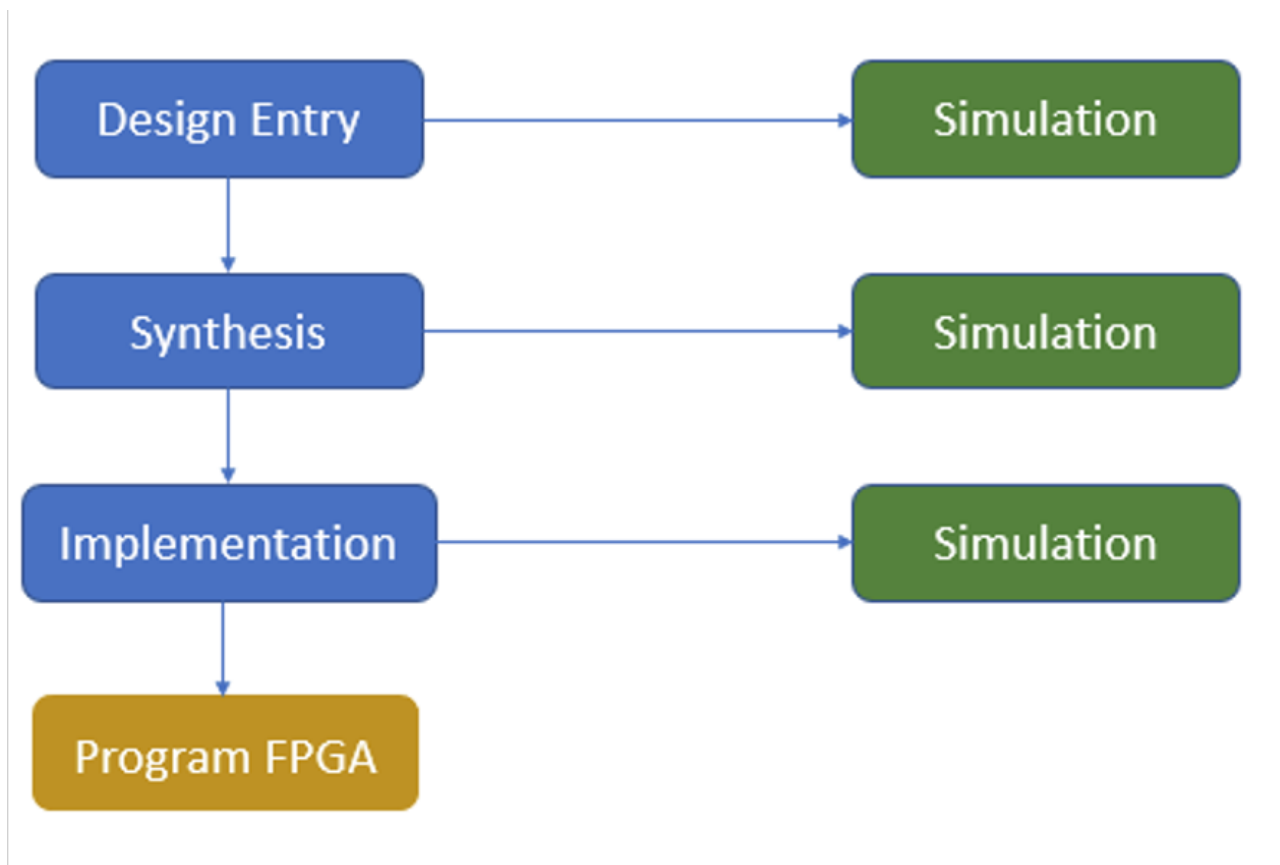 Design Entry
Simulation
Synthesis
Simulation
Implementation
Simulation
Program FPGA